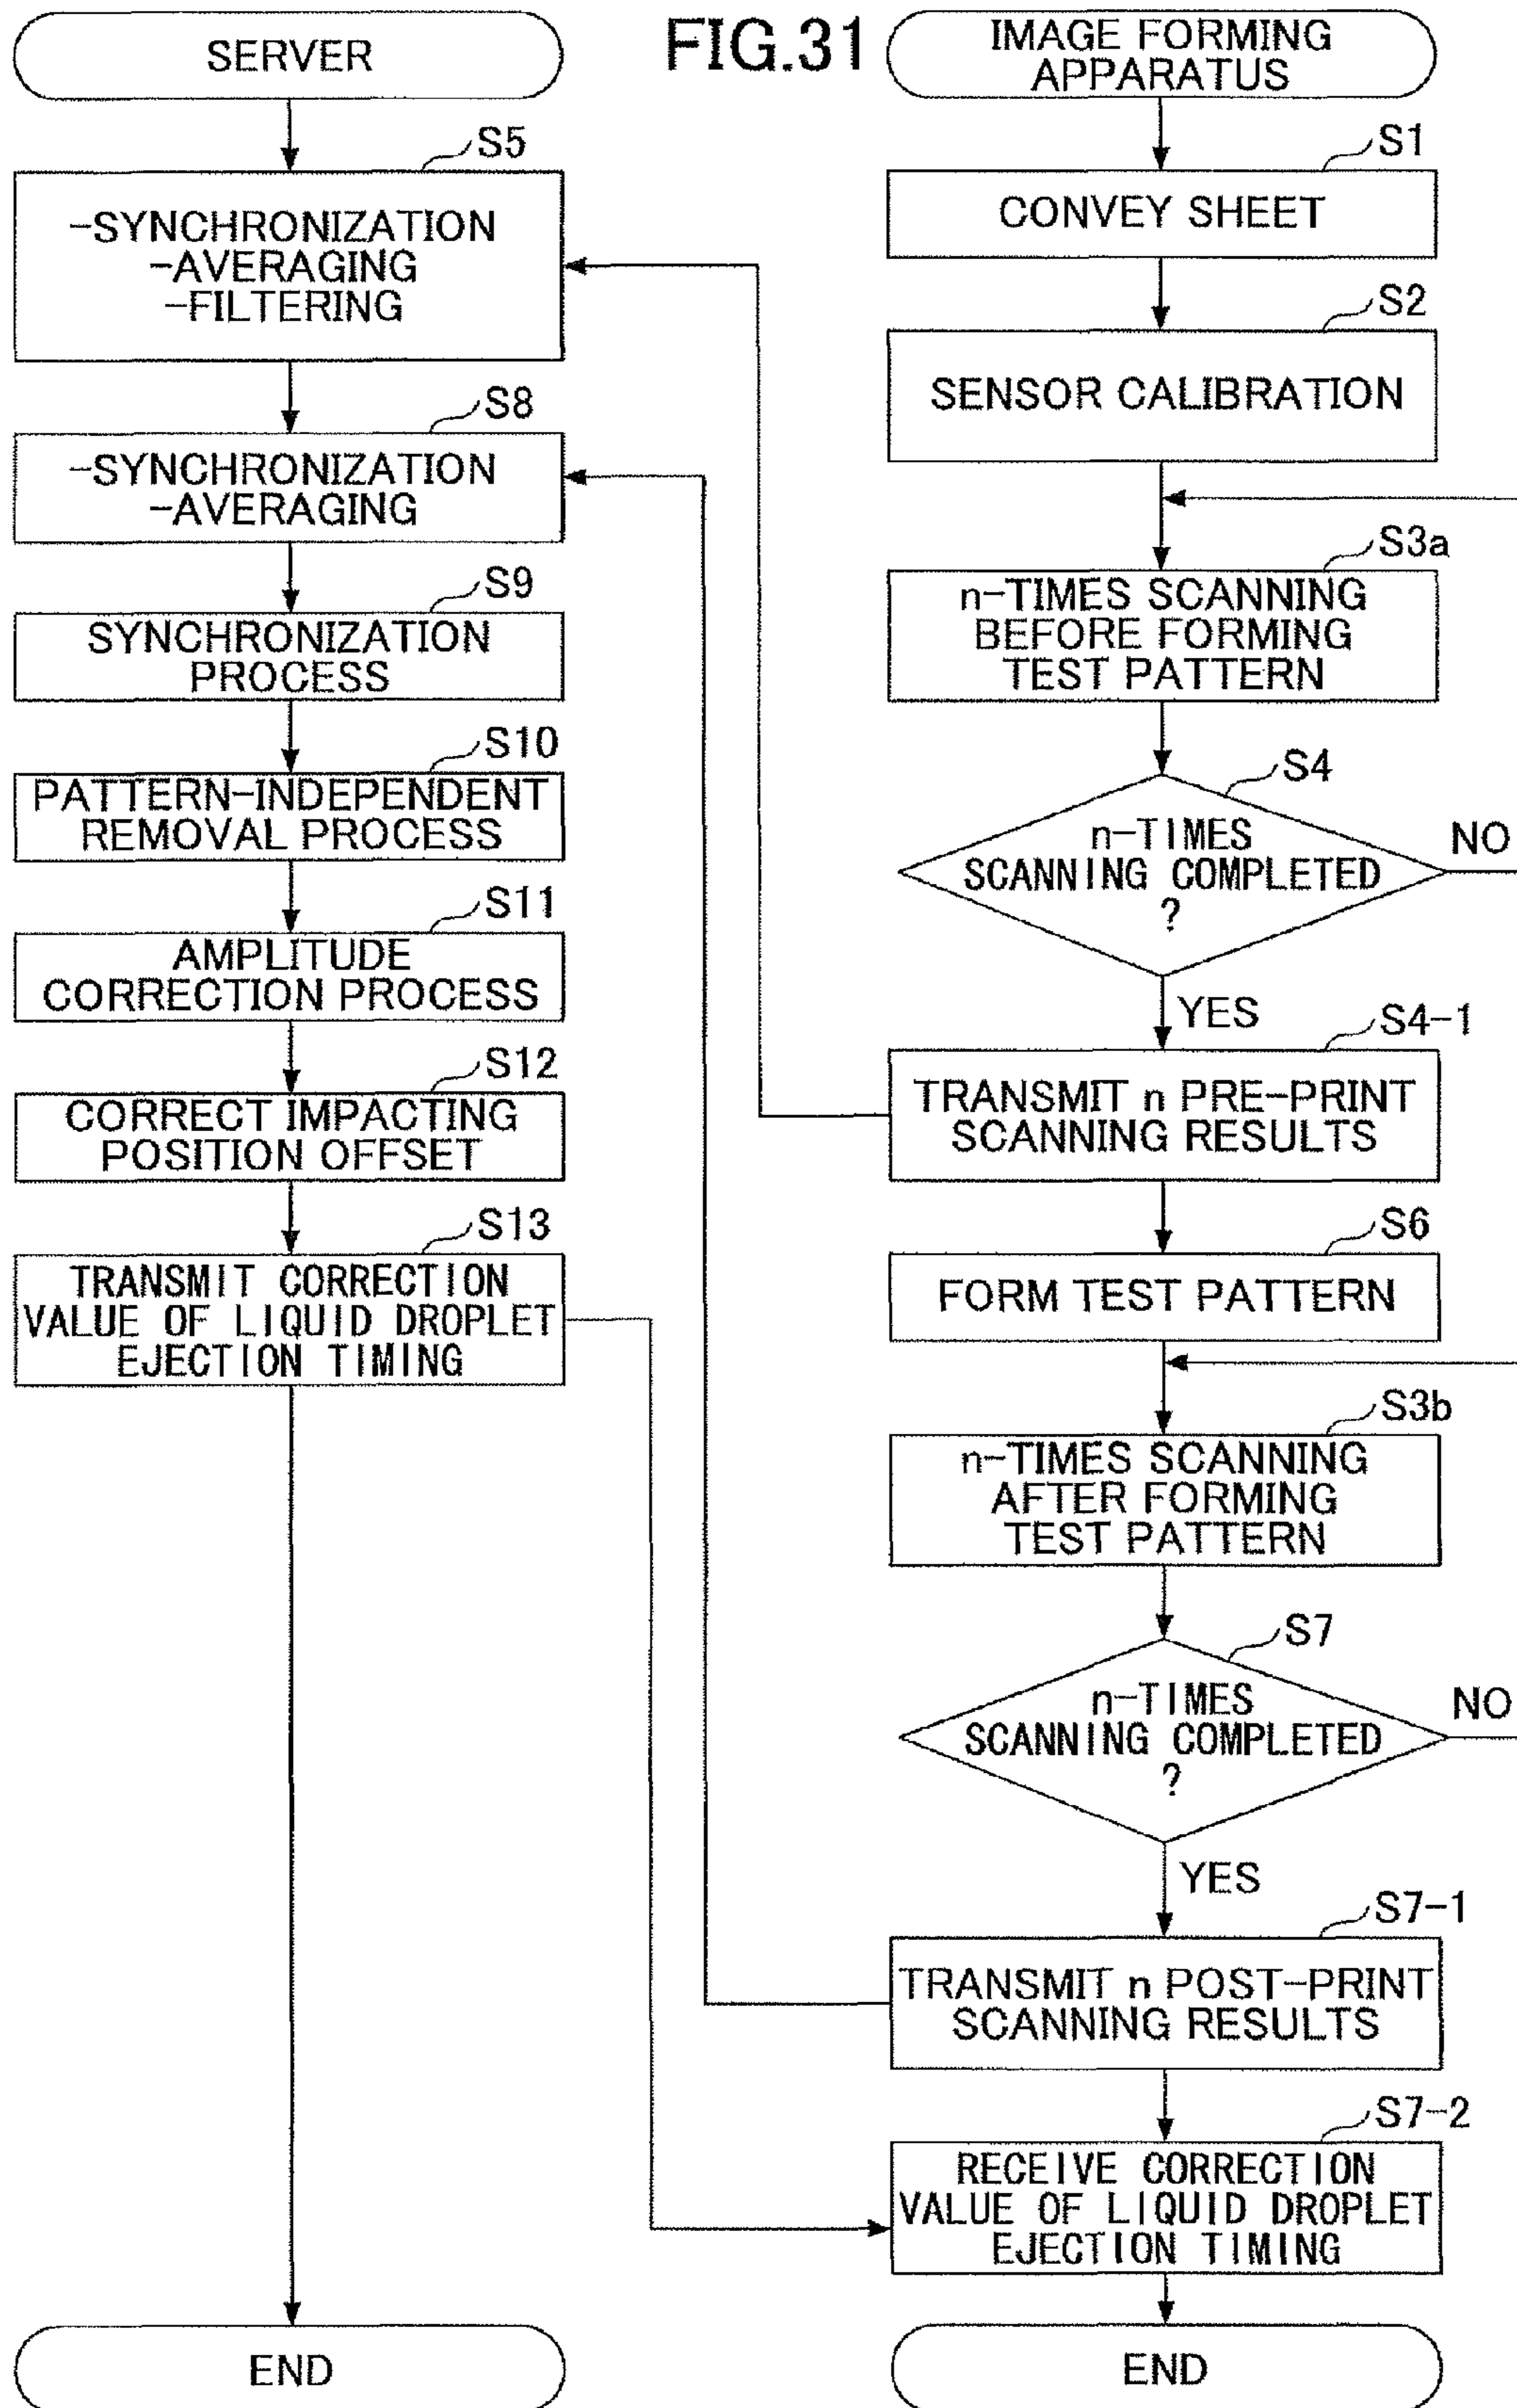 FIG.31
SERVER
S5
-SYNCHRONIZATION
-AVERAGING
-FILTERING
S8
-SYNCHRONIZATION
-AVERAGING
S9
SYNCHRONIZATION
PROCESS
S10
PATTERN-INDEPENDENT
REMOVAL PROCESS
S11
AMPLITUDE
CORRECTION PROCESS
S12
CORRECT IMPACTING
POSITION OFFSET
S13
TRANSMIT CORRECTION
VALUE OF LIQUID DROPLET
EJECTION TIMING
END
IMAGE FORMING
APPARATUS
S1
CONVEY SHEET
S2
SENSOR CALIBRATION
S3a
n-TIMES SCANNING
BEFORE FORMING
TEST PATTERN
S4
n-TIMES
SCANNING COMPLETED
?
NO
YES
S4-1
TRANSMIT n PRE-PRINT
SCANNING RESULTS
S6
FORM TEST PATTERN
S3b
n-TIMES SCANNING
AFTER FORMING
TEST PATTERN
S7
n-TIMES
SCANNING COMPLETED
?
NO
YES
S7-1
TRANSMIT n POST-PRINT
SCANNING RESULTS
S7-2
RECEIVE CORRECTION
VALUE OF LIQUID DROPLET
EJECTION TIMING
END